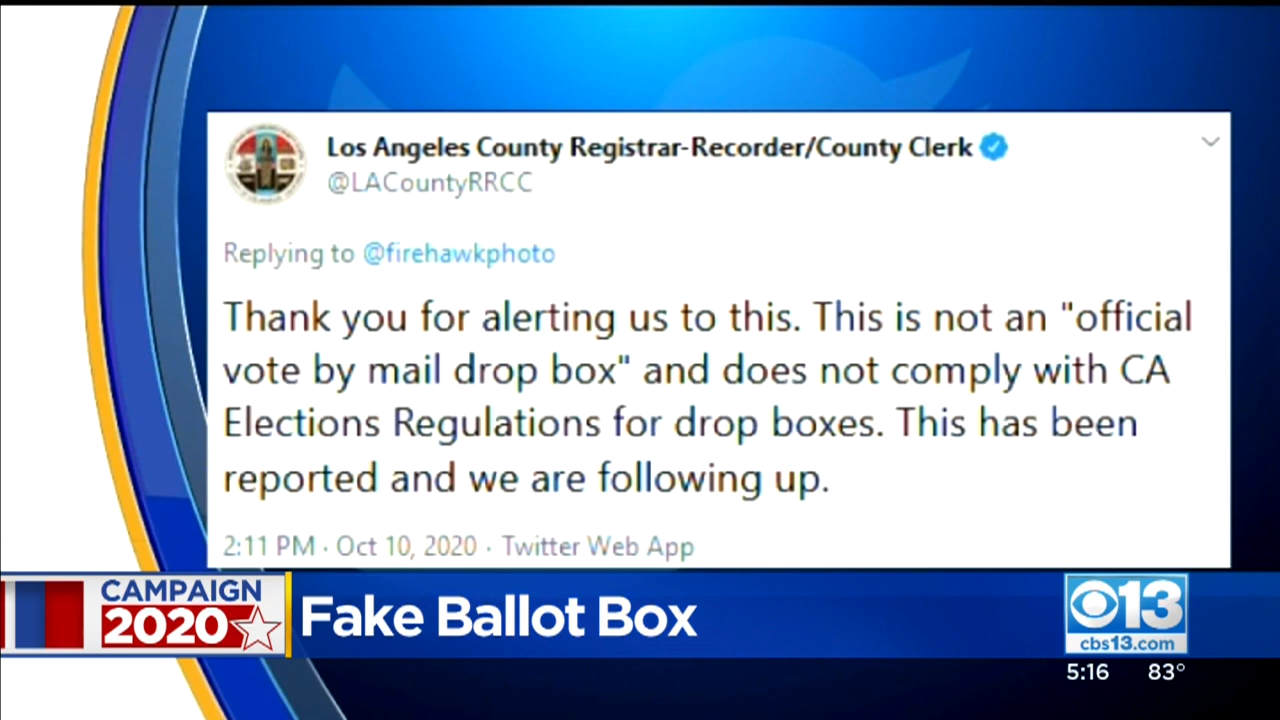 Los Angeles County Registrar-Recorder/County Clerk
@LACountyRRCC
Replying to @firehawkphoto
Thank you for alerting us to this. This is not an "official
vote by mail drop box" and does not comply with CA
Elections Regulations for drop boxes. This has been
reported and we are following up.
2:11 PM · Oct 10, 2020 · Twitter Web App
CAMPAIGN
2020
Fake Ballot Box
13
cbs13.com
5:16 83°